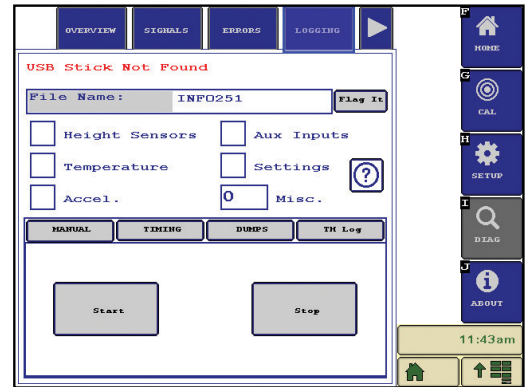 OVERVIEW SIGNALS ERRORS LOGGING
USB Stick Not Found
File Name: INFO251 Flag It
Height Sensors Aux Inputs
Temperature Settings ?
Accel. 0 Misc.
MANUAL TIMING DUMPS TH Log
Start Stop
F
HOME
G
CAL
H
SETUP
I
DIAG
J
ABOUT
11:43am